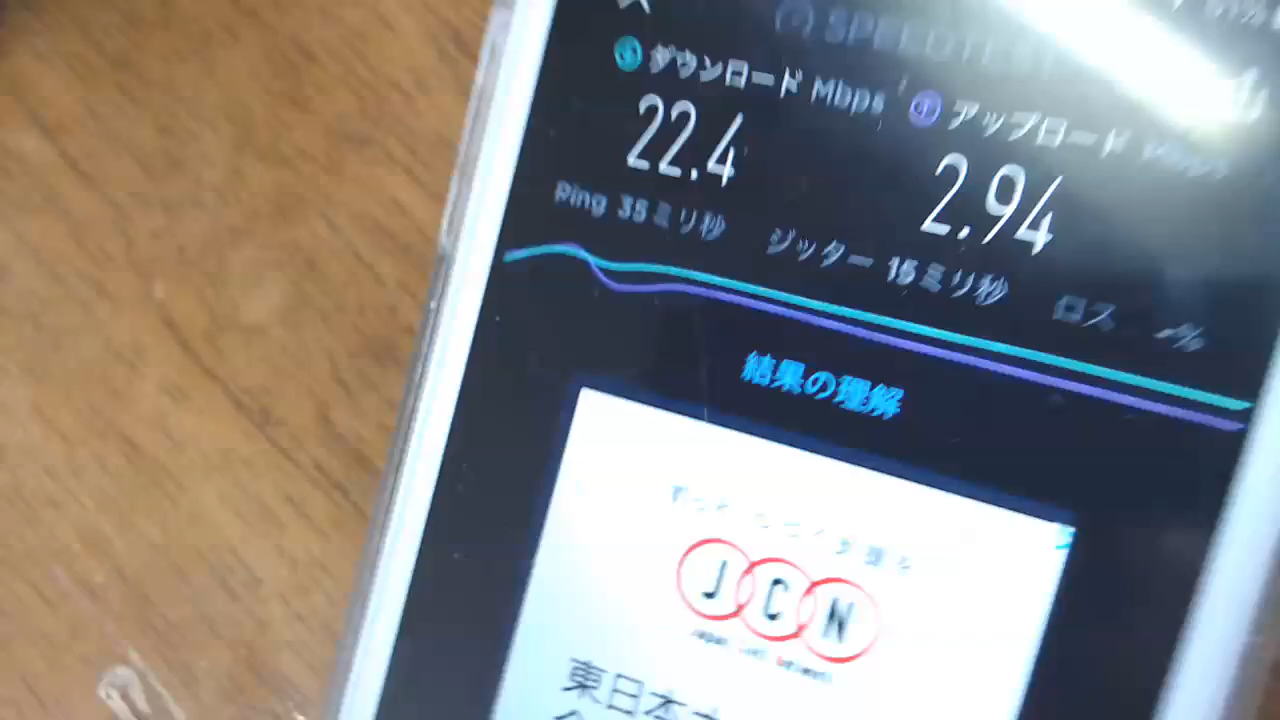 SPEEDTEST
ダウンロード Mbps
22.4
アップロード Mbps
2.94
Ping 35ミリ秒 ジッター 15ミリ秒 ロス -%
結果の理解
JCN
東日本大